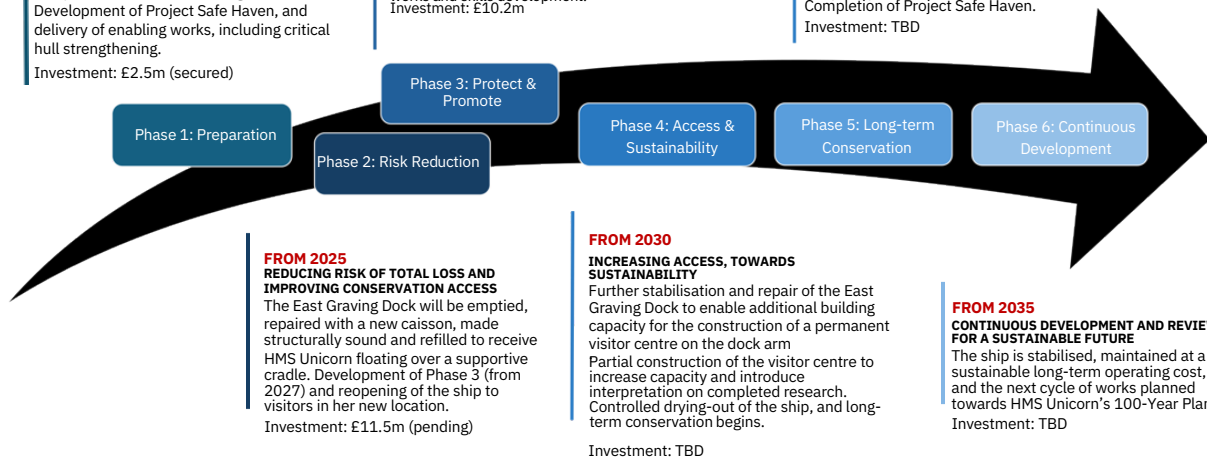 Development of Project Safe Haven, and
delivery of enabling works, including critical
hull strengthening.
Investment: £2.5m (secured)
Investment: £10.2m
Completion of Project Safe Haven.
Investment: TBD
Phase 1: Preparation
Phase 2: Risk Reduction
Phase 3: Protect &
Promote
Phase 4: Access &
Sustainability
Phase 5: Long-term
Conservation
Phase 6: Continuous
Development
FROM 2025
REDUCING RISK OF TOTAL LOSS AND
IMPROVING CONSERVATION ACCESS
The East Graving Dock will be emptied,
repaired with a new caisson, made
structurally sound and refilled to receive
HMS Unicorn floating over a supportive
cradle. Development of Phase 3 (from
2027) and reopening of the ship to
visitors in her new location.
Investment: £11.5m (pending)
FROM 2030
INCREASING ACCESS, TOWARDS
SUSTAINABILITY
Further stabilisation and repair of the East
Graving Dock to enable additional building
capacity for the construction of a permanent
visitor centre on the dock arm
Partial construction of the visitor centre to
increase capacity and introduce
interpretation on completed research.
Controlled drying-out of the ship, and long-
term conservation begins.
Investment: TBD
FROM 2035
CONTINUOUS DEVELOPMENT AND REVIE
FOR A SUSTAINABLE FUTURE
The ship is stabilised, maintained at a
sustainable long-term operating cost,
and the next cycle of works planned
towards HMS Unicorn's 100-Year Plan
Investment: TBD